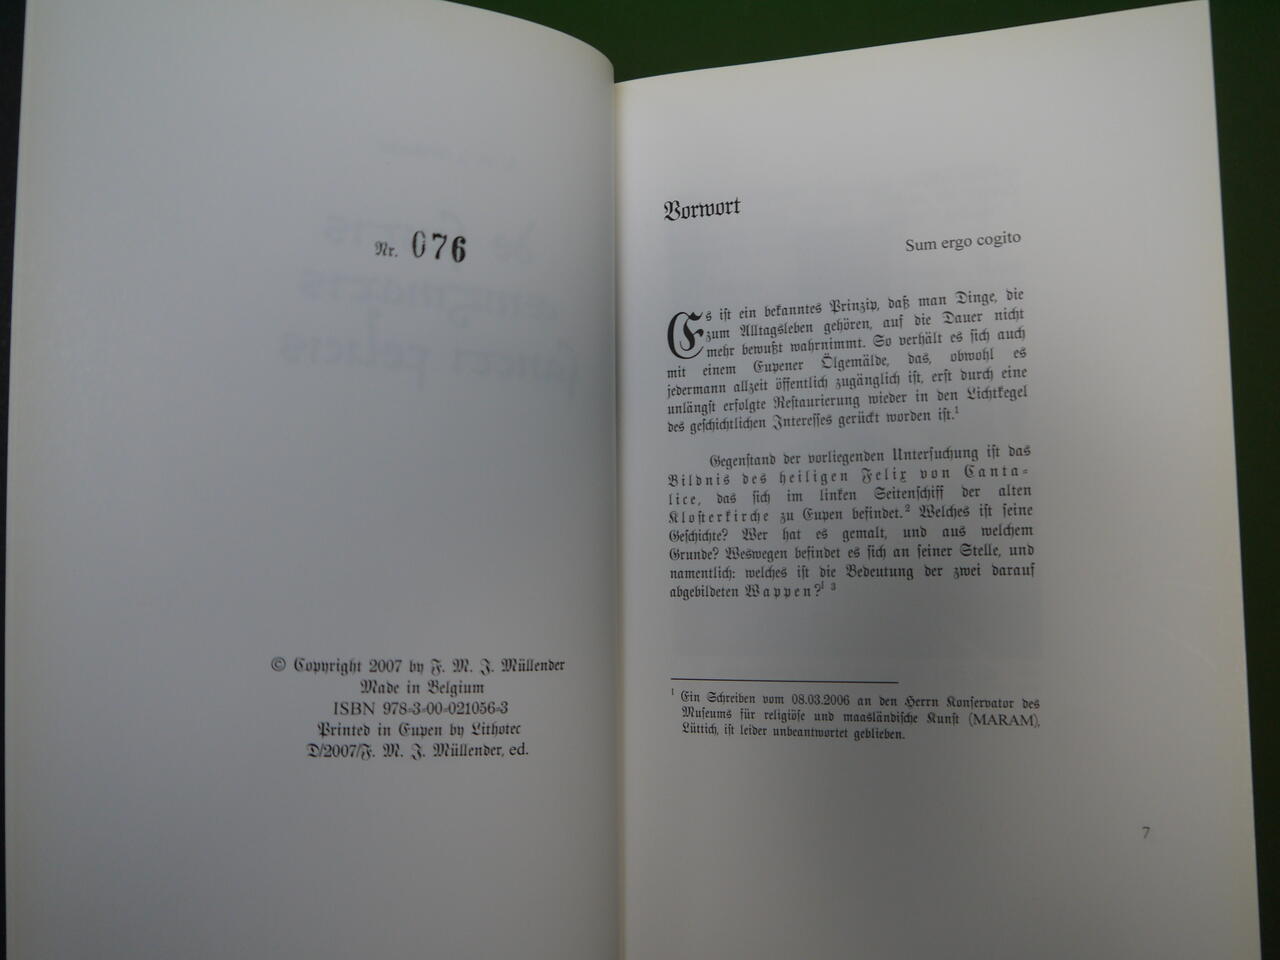 Nr. 076
© Copyright 2007 by F. M. J. Müllender
Made in Belgium
ISBN 978-3-00-021056-3
Printed in Eupen by Lithotec
D/2007/F. M. J. Müllender, ed.
Vorwort
Sum ergo cogito
Es iſt ein bekanntes Prinzip, daß man Dinge, die
zum Alltagsleben gehören, auf die Dauer nicht
mehr bewußt wahrnimmt. So verhält es ſich auch
mit einem Eupener Ölgemälde, das, obwohl es
jedermann allzeit öffentlich zugänglich iſt, erſt durch eine
unlängſt erfolgte Reſtaurierung wieder in den Lichtkegel
des geſchichtlichen Intereſſes gerückt worden iſt.¹
Gegenſtand der vorliegenden Unterſuchung iſt das
Bildnis des heiligen Felix von Canta-
lice, das ſich im linken Seitenſchiff der alten
Kloſterkirche zu Eupen befindet.² Welches iſt ſeine
Geſchichte? Wer hat es gemalt, und aus welchem
Grunde? Weswegen befindet es ſich an ſeiner Stelle, und
namentlich: welches iſt die Bedeutung der zwei darauf
abgebildeten Wappen?¹ ³
¹ Ein Schreiben vom 08.03.2006 an den Herrn Konſervator des
Muſeums für religiöſe und maasländiſche Kunſt (MARAM),
Lüttich, iſt leider unbeantwortet geblieben.
7